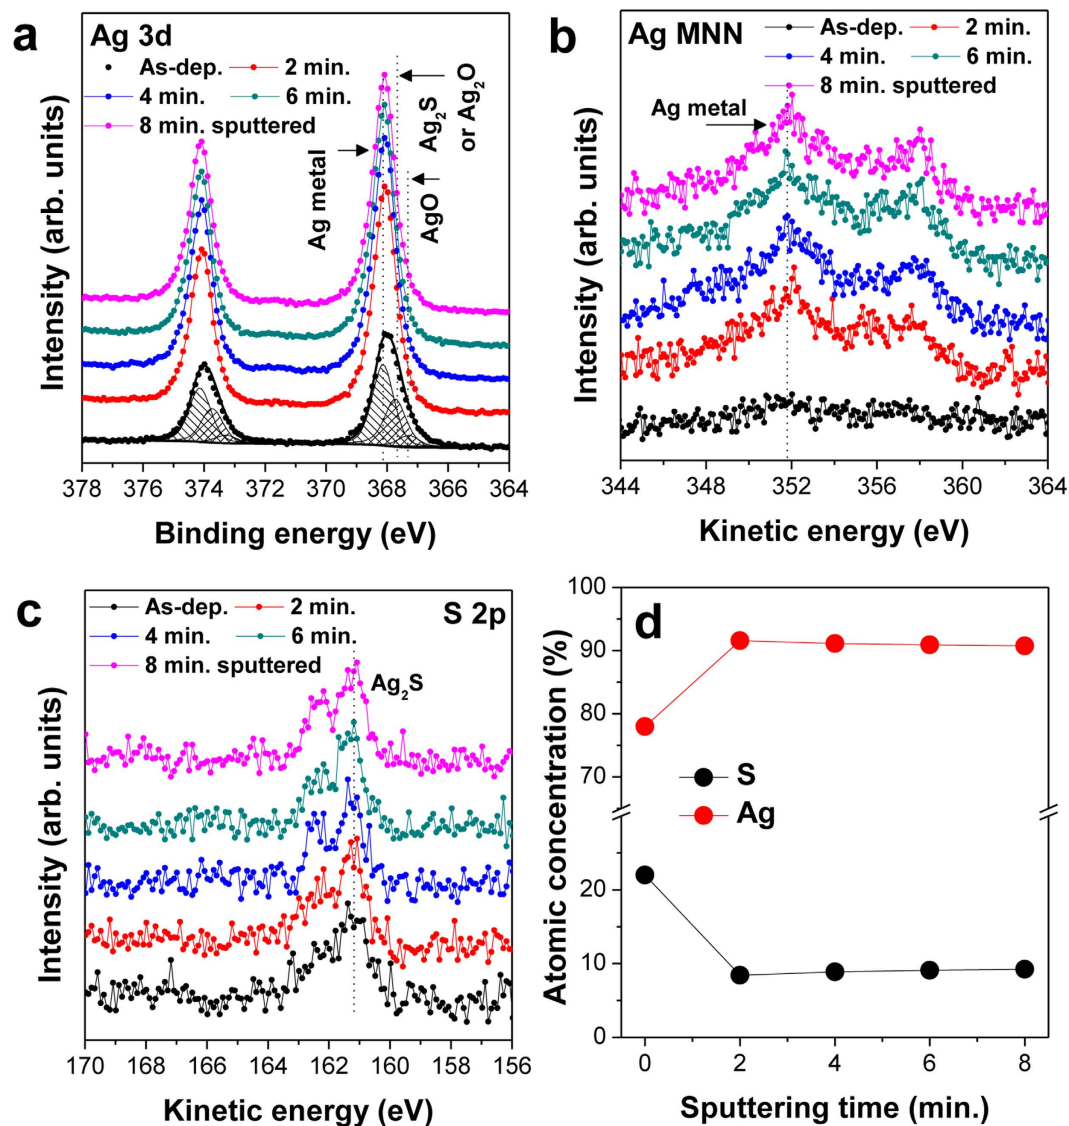 a
Ag 3d
As-dep.
2 min.
4 min.
6 min.
8 min. sputtered
Ag metal
Ag2S
or Ag2O
AgO
Intensity (arb. units)
378 376 374 372 370 368 366 364
Binding energy (eV)
b
Ag MNN
As-dep.
2 min.
4 min.
6 min.
8 min. sputtered
Ag metal
Intensity (arb. units)
344 348 352 356 360 364
Kinetic energy (eV)
c
S 2p
As-dep.
2 min.
4 min.
6 min.
8 min. sputtered
Ag2S
Intensity (arb. units)
170 168 166 164 162 160 158 156
Kinetic energy (eV)
d
100
90
80
70
20
10
0
S
Ag
Atomic concentration (%)
0 2 4 6 8
Sputtering time (min.)